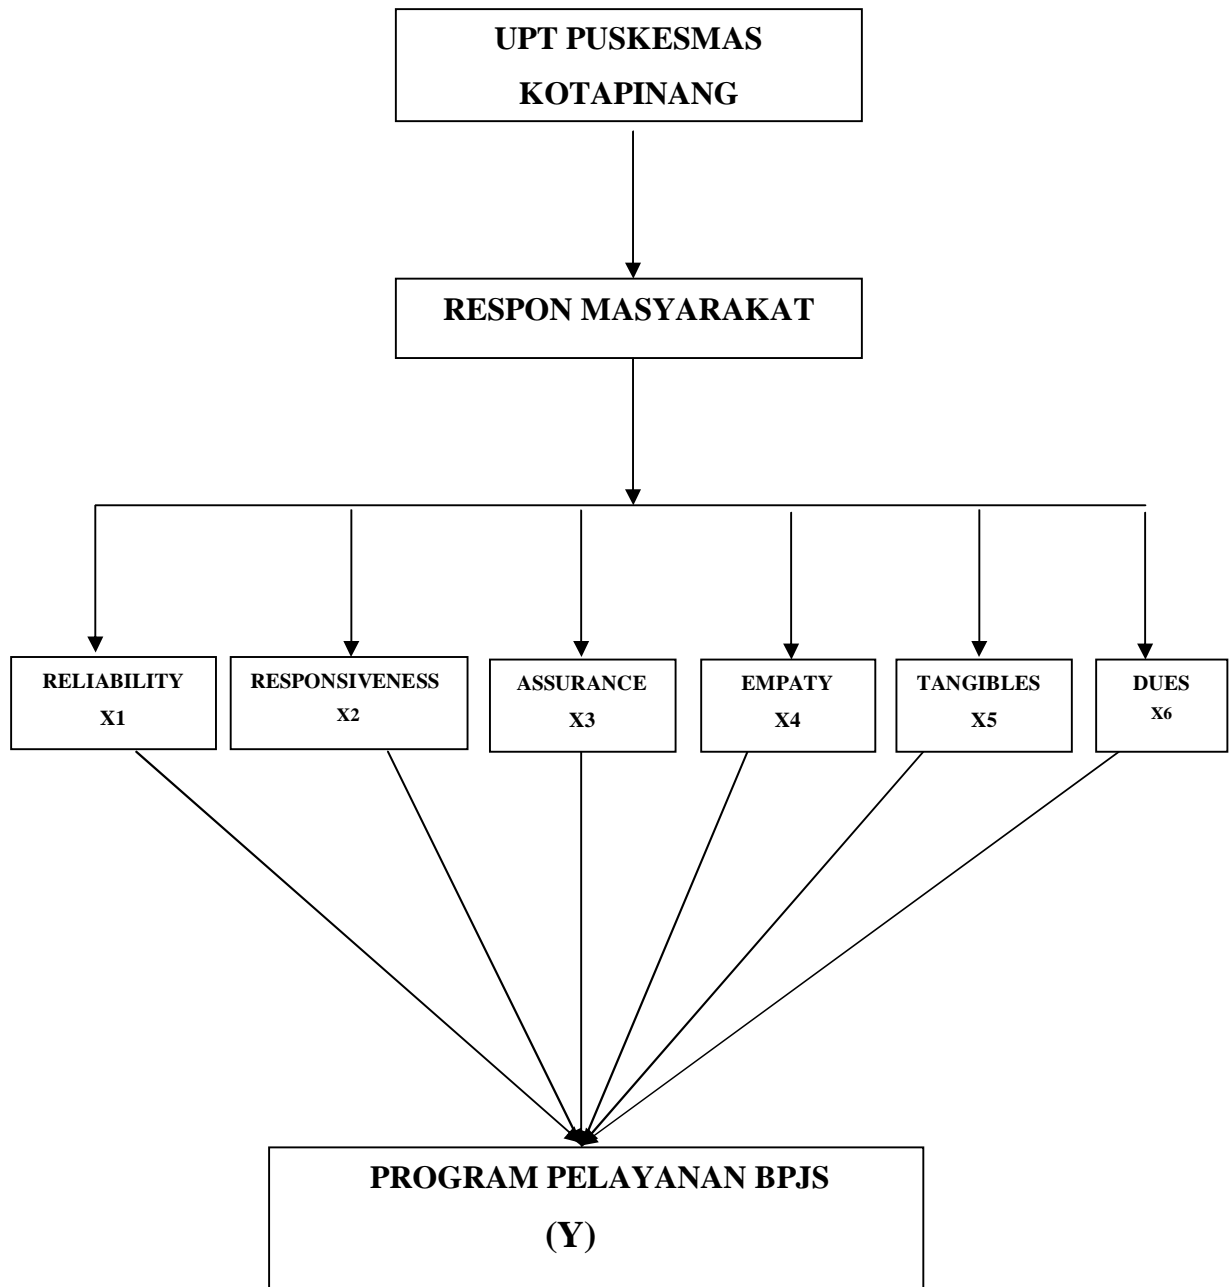 UPT PUSKESMAS
KOTAPINANG
RESPON MASYARAKAT
RELIABILITY
X1
RESPONSIVENESS
X2
ASSURANCE
X3
EMPATY
X4
TANGIBLES
X5
DUES
X6
PROGRAM PELAYANAN BPJS
(Y)